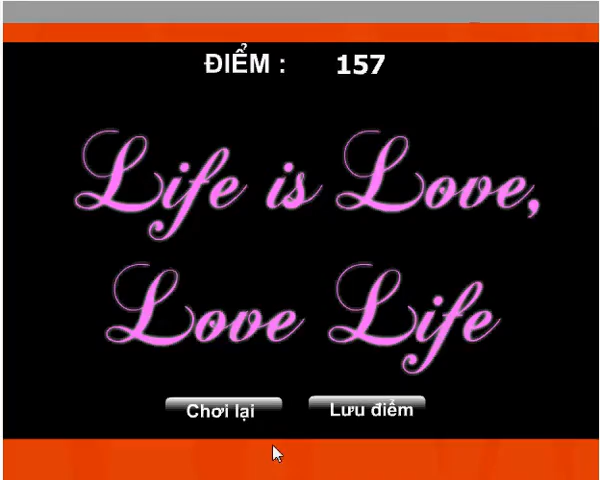 ĐIỂM : 157
Life is Love,
Love Life
Chơi lại Lưu điểm